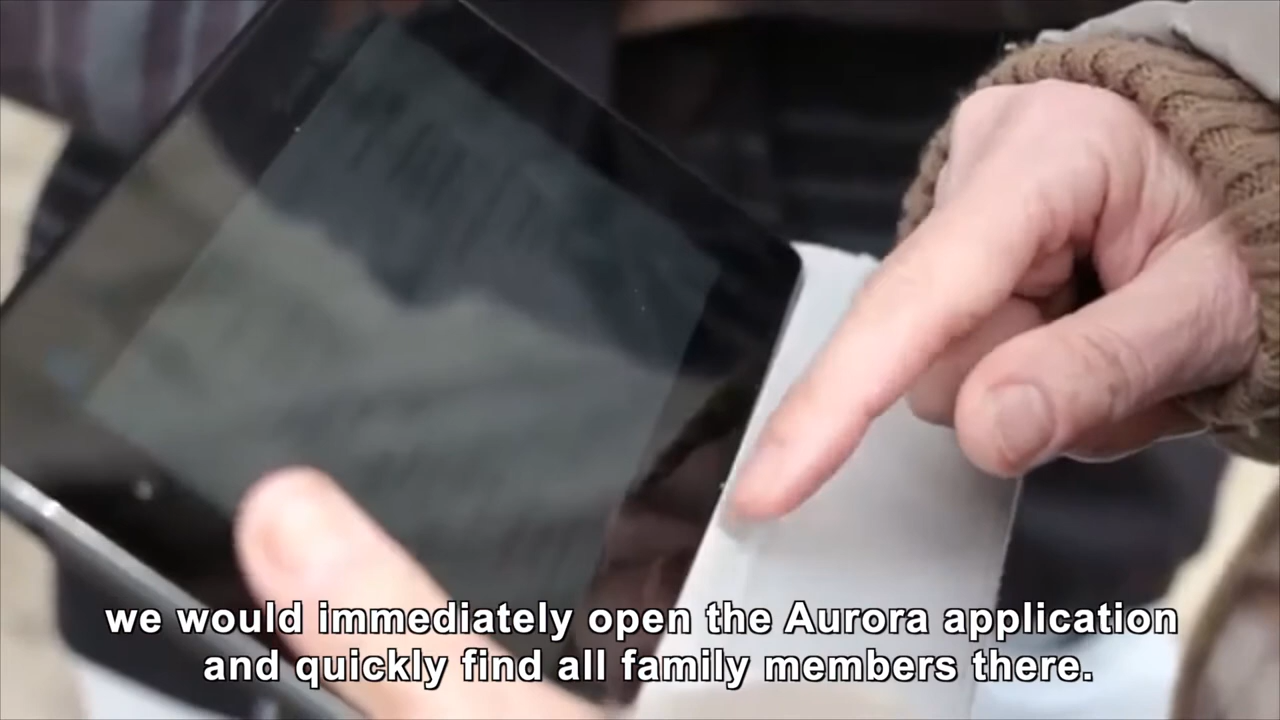 we would immediately open the Aurora application
and quickly find all family members there.